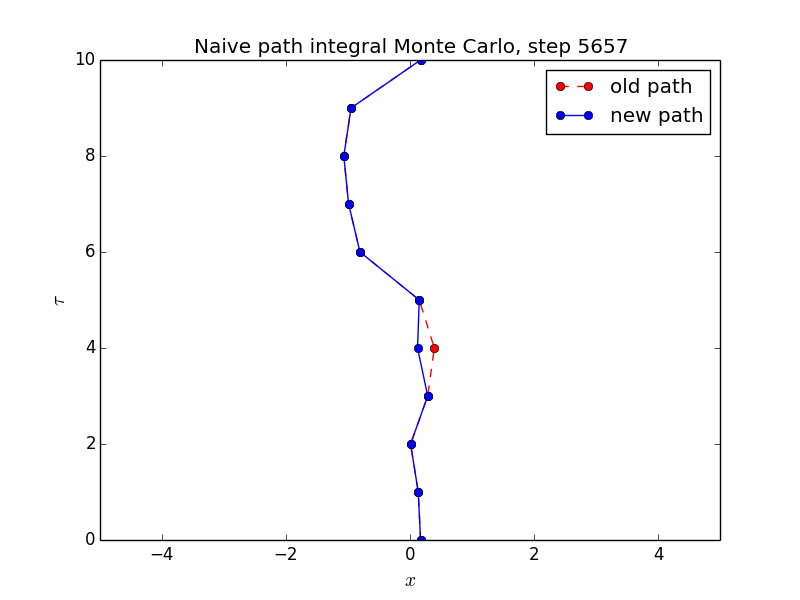 Naive path integral Monte Carlo, step 5657
old path
new path
10
8
6
4
2
0
τ
−4 −2 0 2 4
x